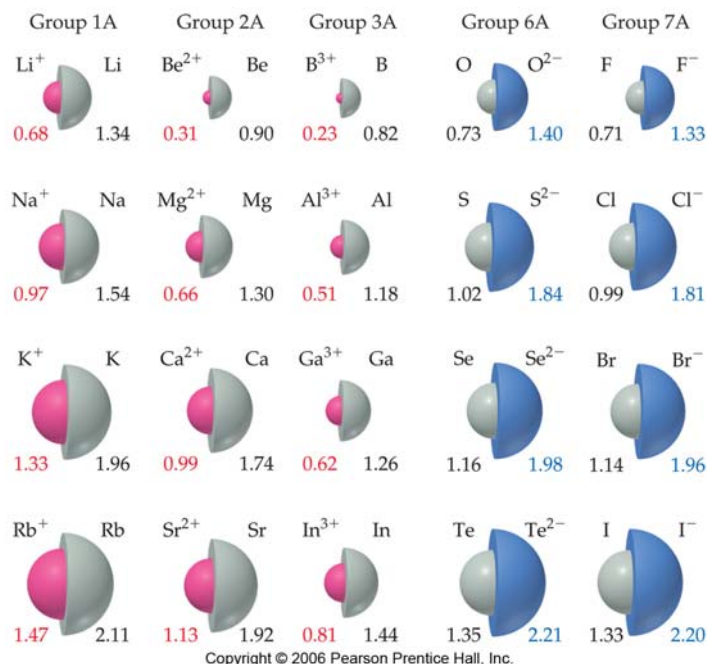 Group 1A Group 2A Group 3A Group 6A Group 7A
Li⁺ Li Be²⁺ Be B³⁺ B O O²⁻ F F⁻
0.68 1.34 0.31 0.90 0.23 0.82 0.73 1.40 0.71 1.33
Na⁺ Na Mg²⁺ Mg Al³⁺ Al S S²⁻ Cl Cl⁻
0.97 1.54 0.66 1.30 0.51 1.18 1.02 1.84 0.99 1.81
K⁺ K Ca²⁺ Ca Ga³⁺ Ga Se Se²⁻ Br Br⁻
1.33 1.96 0.99 1.74 0.62 1.26 1.16 1.98 1.14 1.96
Rb⁺ Rb Sr²⁺ Sr In³⁺ In Te Te²⁻ I I⁻
1.47 2.11 1.13 1.92 0.81 1.44 1.35 2.21 1.33 2.20
Copyright © 2006 Pearson Prentice Hall, Inc.